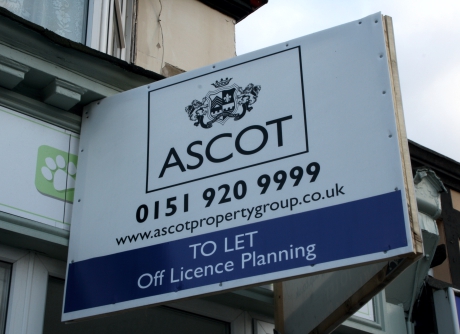 ASCOT
0151 920 9999
www.ascotpropertygroup.co.uk
TO LET
Off Licence Planning